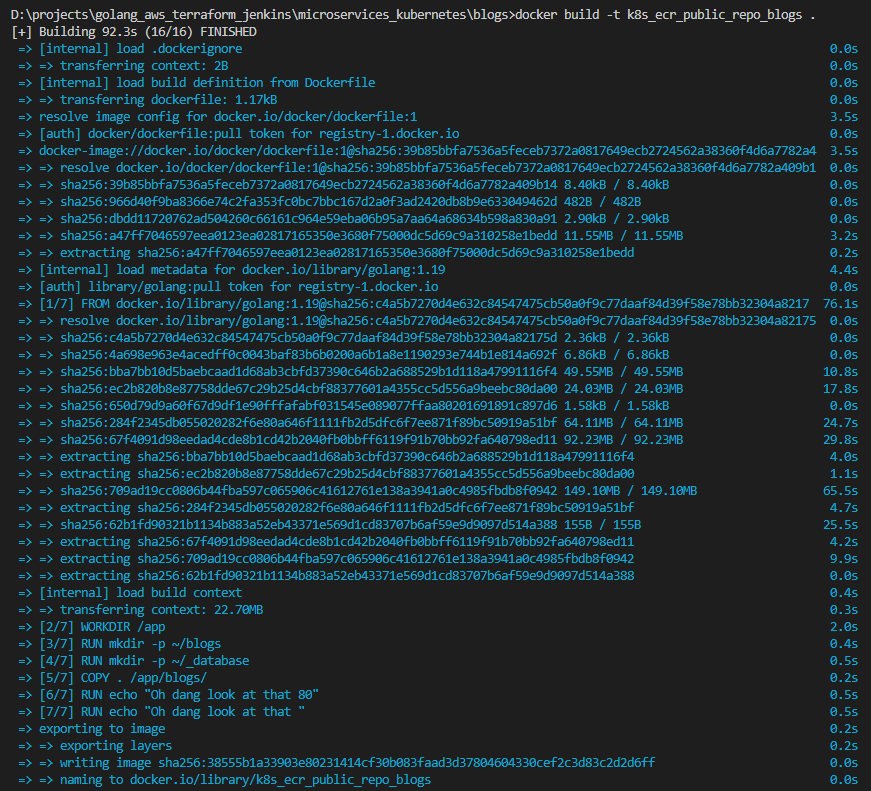 D:\projects\golang_aws_terraform_jenkins\microservices_kubernetes\blogs>docker build -t k8s_ecr_public_repo_blogs .
[+] Building 92.3s (16/16) FINISHED
=> [internal] load .dockerignore 0.0s
=> => transferring context: 2B 0.0s
=> [internal] load build definition from Dockerfile 0.0s
=> => transferring dockerfile: 1.17kB 0.0s
=> resolve image config for docker.io/docker/dockerfile:1 3.5s
=> [auth] docker/dockerfile:pull token for registry-1.docker.io 0.0s
=> docker-image://docker.io/docker/dockerfile:1@sha256:39b85bbfa7536a5feceb7372a0817649ecb2724562a38360f4d6a7782a4 3.5s
=> => resolve docker.io/docker/dockerfile:1@sha256:39b85bbfa7536a5feceb7372a0817649ecb2724562a38360f4d6a7782a409b1 0.0s
=> => sha256:39b85bbfa7536a5feceb7372a0817649ecb2724562a38360f4d6a7782a409b14 8.40kB / 8.40kB 0.0s
=> => sha256:966d40f9ba8366e74c2fa353fc0bc7bbc167d2a0f3ad2420db8b9e633049462d 482B / 482B 0.0s
=> => sha256:dbdd11720762ad504260c66161c964e59eba06b95a7aa64a68634b598a830a91 2.90kB / 2.90kB 0.0s
=> => sha256:a47ff7046597eea0123ea02817165350e3680f75000dc5d69c9a310258e1bedd 11.55MB / 11.55MB 3.2s
=> => extracting sha256:a47ff7046597eea0123ea02817165350e3680f75000dc5d69c9a310258e1bedd 0.2s
=> [internal] load metadata for docker.io/library/golang:1.19 4.4s
=> [auth] library/golang:pull token for registry-1.docker.io 0.0s
=> [1/7] FROM docker.io/library/golang:1.19@sha256:c4a5b7270d4e632c84547475cb50a0f9c77daaf84d39f58e78bb32304a8217 76.1s
=> => resolve docker.io/library/golang:1.19@sha256:c4a5b7270d4e632c84547475cb50a0f9c77daaf84d39f58e78bb32304a82175 0.0s
=> => sha256:c4a5b7270d4e632c84547475cb50a0f9c77daaf84d39f58e78bb32304a82175d 2.36kB / 2.36kB 0.0s
=> => sha256:4a698e963e4acedff0c0043baf83b6b0200a6b1a8e1190293e744b1e814a692f 6.86kB / 6.86kB 0.0s
=> => sha256:bba7bb10d5baebcaad1d68ab3cbfd37390c646b2a688529b1d118a47991116f4 49.55MB / 49.55MB 10.8s
=> => sha256:ec2b820b8e87758dde67c29b25d4cbf88377601a4355cc5d556a9beebc80da00 24.03MB / 24.03MB 17.8s
=> => sha256:650d79d9a60f67d9df1e90fffafabf031545e089077ffaa80201691891c897d6 1.58kB / 1.58kB 0.0s
=> => sha256:284f2345db055020282f6e80a646f1111fb2d5dfc6f7ee871f89bc50919a51bf 64.11MB / 64.11MB 24.7s
=> => sha256:67f4091d98eedad4cde8b1cd42b2040fb0bbff6119f91b70bb92fa640798ed11 92.23MB / 92.23MB 29.8s
=> => extracting sha256:bba7bb10d5baebcaad1d68ab3cbfd37390c646b2a688529b1d118a47991116f4 4.0s
=> => extracting sha256:ec2b820b8e87758dde67c29b25d4cbf88377601a4355cc5d556a9beebc80da00 1.1s
=> => sha256:709ad19cc0806b44fba597c065906c41612761e138a3941a0c4985fbdb8f0942 149.10MB / 149.10MB 65.5s
=> => extracting sha256:284f2345db055020282f6e80a646f1111fb2d5dfc6f7ee871f89bc50919a51bf 4.7s
=> => sha256:62b1fd90321b1134b883a52eb43371e569d1cd83707b6af59e9d9097d514a388 155B / 155B 25.5s
=> => extracting sha256:67f4091d98eedad4cde8b1cd42b2040fb0bbff6119f91b70bb92fa640798ed11 4.2s
=> => extracting sha256:709ad19cc0806b44fba597c065906c41612761e138a3941a0c4985fbdb8f0942 9.9s
=> => extracting sha256:62b1fd90321b1134b883a52eb43371e569d1cd83707b6af59e9d9097d514a388 0.0s
=> [internal] load build context 0.4s
=> => transferring context: 22.70MB 0.3s
=> [2/7] WORKDIR /app 2.0s
=> [3/7] RUN mkdir -p ~/blogs 0.4s
=> [4/7] RUN mkdir -p ~/_database 0.5s
=> [5/7] COPY . /app/blogs/ 0.2s
=> [6/7] RUN echo "Oh dang look at that 80" 0.5s
=> [7/7] RUN echo "Oh dang look at that " 0.5s
=> exporting to image 0.2s
=> => exporting layers 0.2s
=> => writing image sha256:38555b1a33903e80231414cf30b083faad3d37804604330cef2c3d83c2d2d6ff 0.0s
=> => naming to docker.io/library/k8s_ecr_public_repo_blogs 0.0s